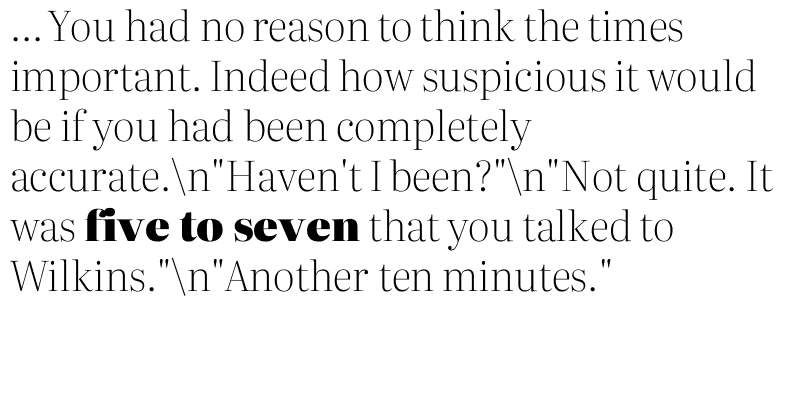 ... You had no reason to think the times
important. Indeed how suspicious it would
be if you had been completely
accurate.\n"Haven't I been?"\n"Not quite. It
was five to seven that you talked to
Wilkins."\n"Another ten minutes."